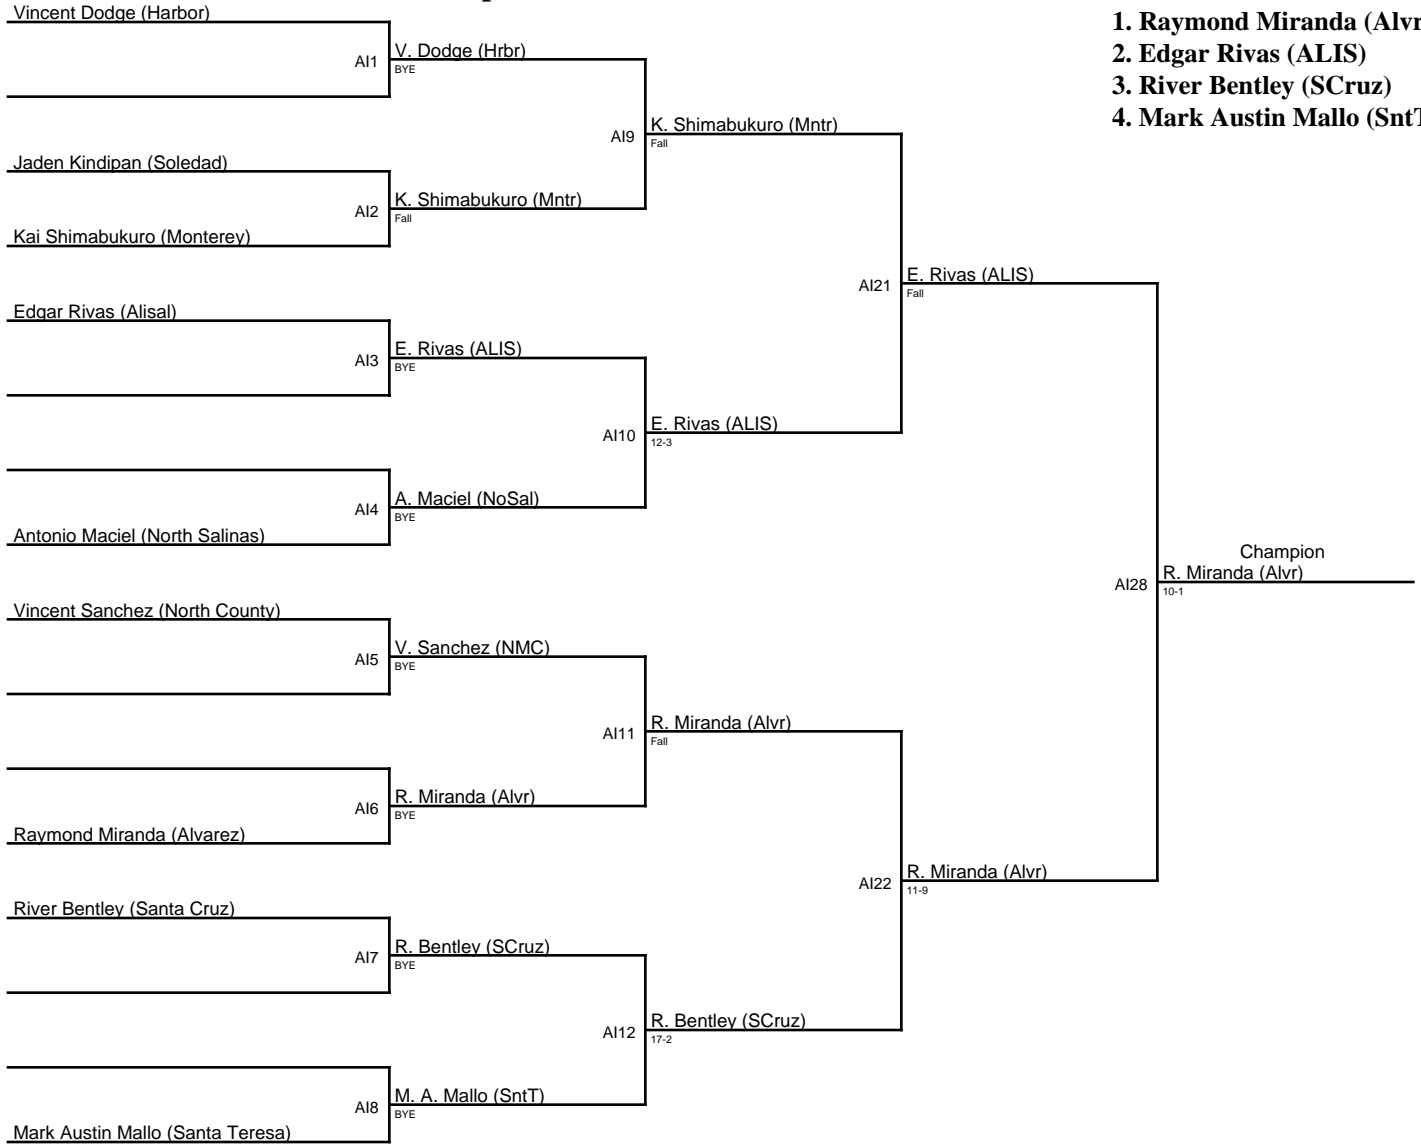 Vincent Dodge (Harbor)
1. Raymond Miranda (Alvr
2. Edgar Rivas (ALIS)
3. River Bentley (SCruz)
4. Mark Austin Mallo (SntT
AI1
V. Dodge (Hrbr)
BYE
AI9
K. Shimabukuro (Mntr)
Fall
Jaden Kindipan (Soledad)
AI2
K. Shimabukuro (Mntr)
Fall
Kai Shimabukuro (Monterey)
AI21
E. Rivas (ALIS)
Fall
Edgar Rivas (Alisal)
AI3
E. Rivas (ALIS)
BYE
AI10
E. Rivas (ALIS)
12-3
AI4
A. Maciel (NoSal)
BYE
Antonio Maciel (North Salinas)
Champion
AI28
R. Miranda (Alvr)
10-1
Vincent Sanchez (North County)
AI5
V. Sanchez (NMC)
BYE
AI11
R. Miranda (Alvr)
Fall
AI6
R. Miranda (Alvr)
BYE
Raymond Miranda (Alvarez)
AI22
R. Miranda (Alvr)
11-9
River Bentley (Santa Cruz)
AI7
R. Bentley (SCruz)
BYE
AI12
R. Bentley (SCruz)
17-2
AI8
M. A. Mallo (SntT)
BYE
Mark Austin Mallo (Santa Teresa)